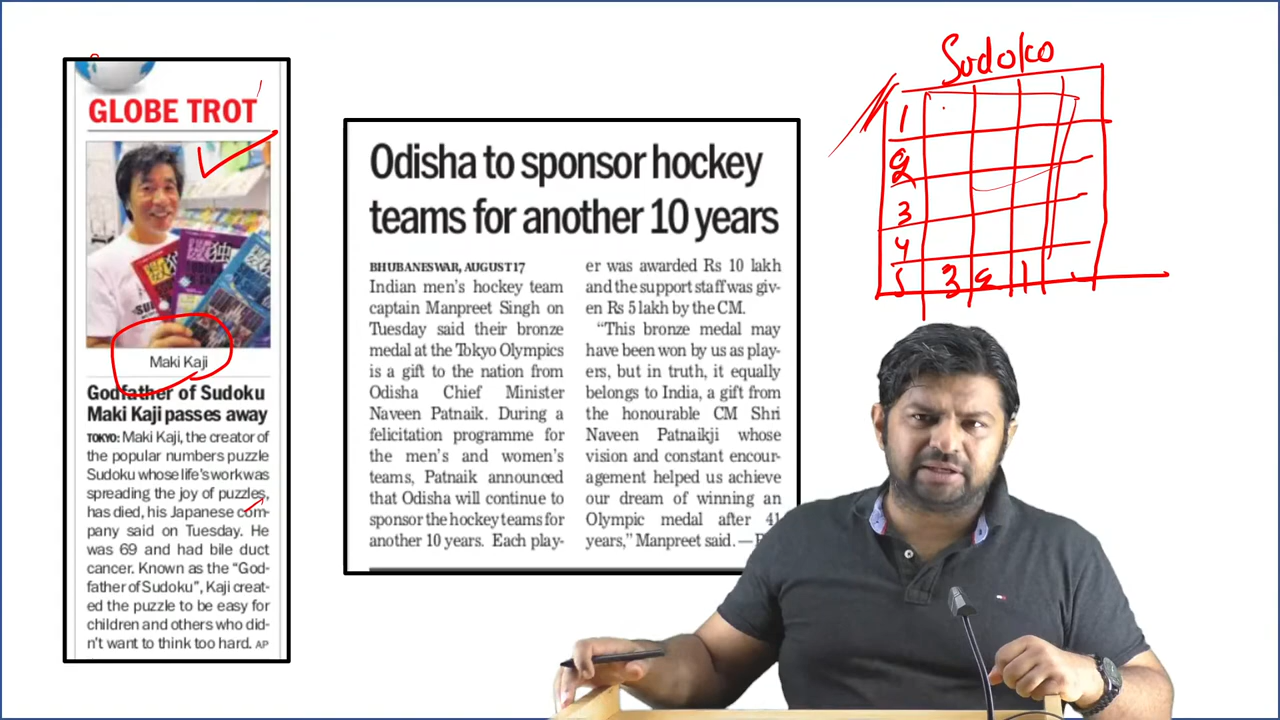 GLOBE TROT
Maki Kaji
Godfather of Sudoku
Maki Kaji passes away
TOKYO: Maki Kaji, the creator of
the popular numbers puzzle
Sudoku whose life's work was
spreading the joy of puzzles,
has died, his Japanese com-
pany said on Tuesday. He
was 69 and had bile duct
cancer. Known as the "God-
father of Sudoku", Kaji creat-
ed the puzzle to be easy for
children and others who did-
n't want to think too hard. AP
Odisha to sponsor hockey
teams for another 10 years
BHUBANESWAR, AUGUST 17
Indian men's hockey team
captain Manpreet Singh on
Tuesday said their bronze
medal at the Tokyo Olympics
is a gift to the nation from
Odisha Chief Minister
Naveen Patnaik. During a
felicitation programme for
the men's and women's
teams, Patnaik announced
that Odisha will continue to
sponsor the hockey teams for
another 10 years. Each play-
er was awarded Rs 10 lakh
and the support staff was giv-
en Rs 5 lakh by the CM.
"This bronze medal may
have been won by us as play-
ers, but in truth, it equally
belongs to India, a gift from
the honourable CM Shri
Naveen Patnaikji whose
vision and constant encour-
agement helped us achieve
our dream of winning an
Olympic medal after 41
years," Manpreet said. —
Sudoko
1
2
3
4
5 3 2 1